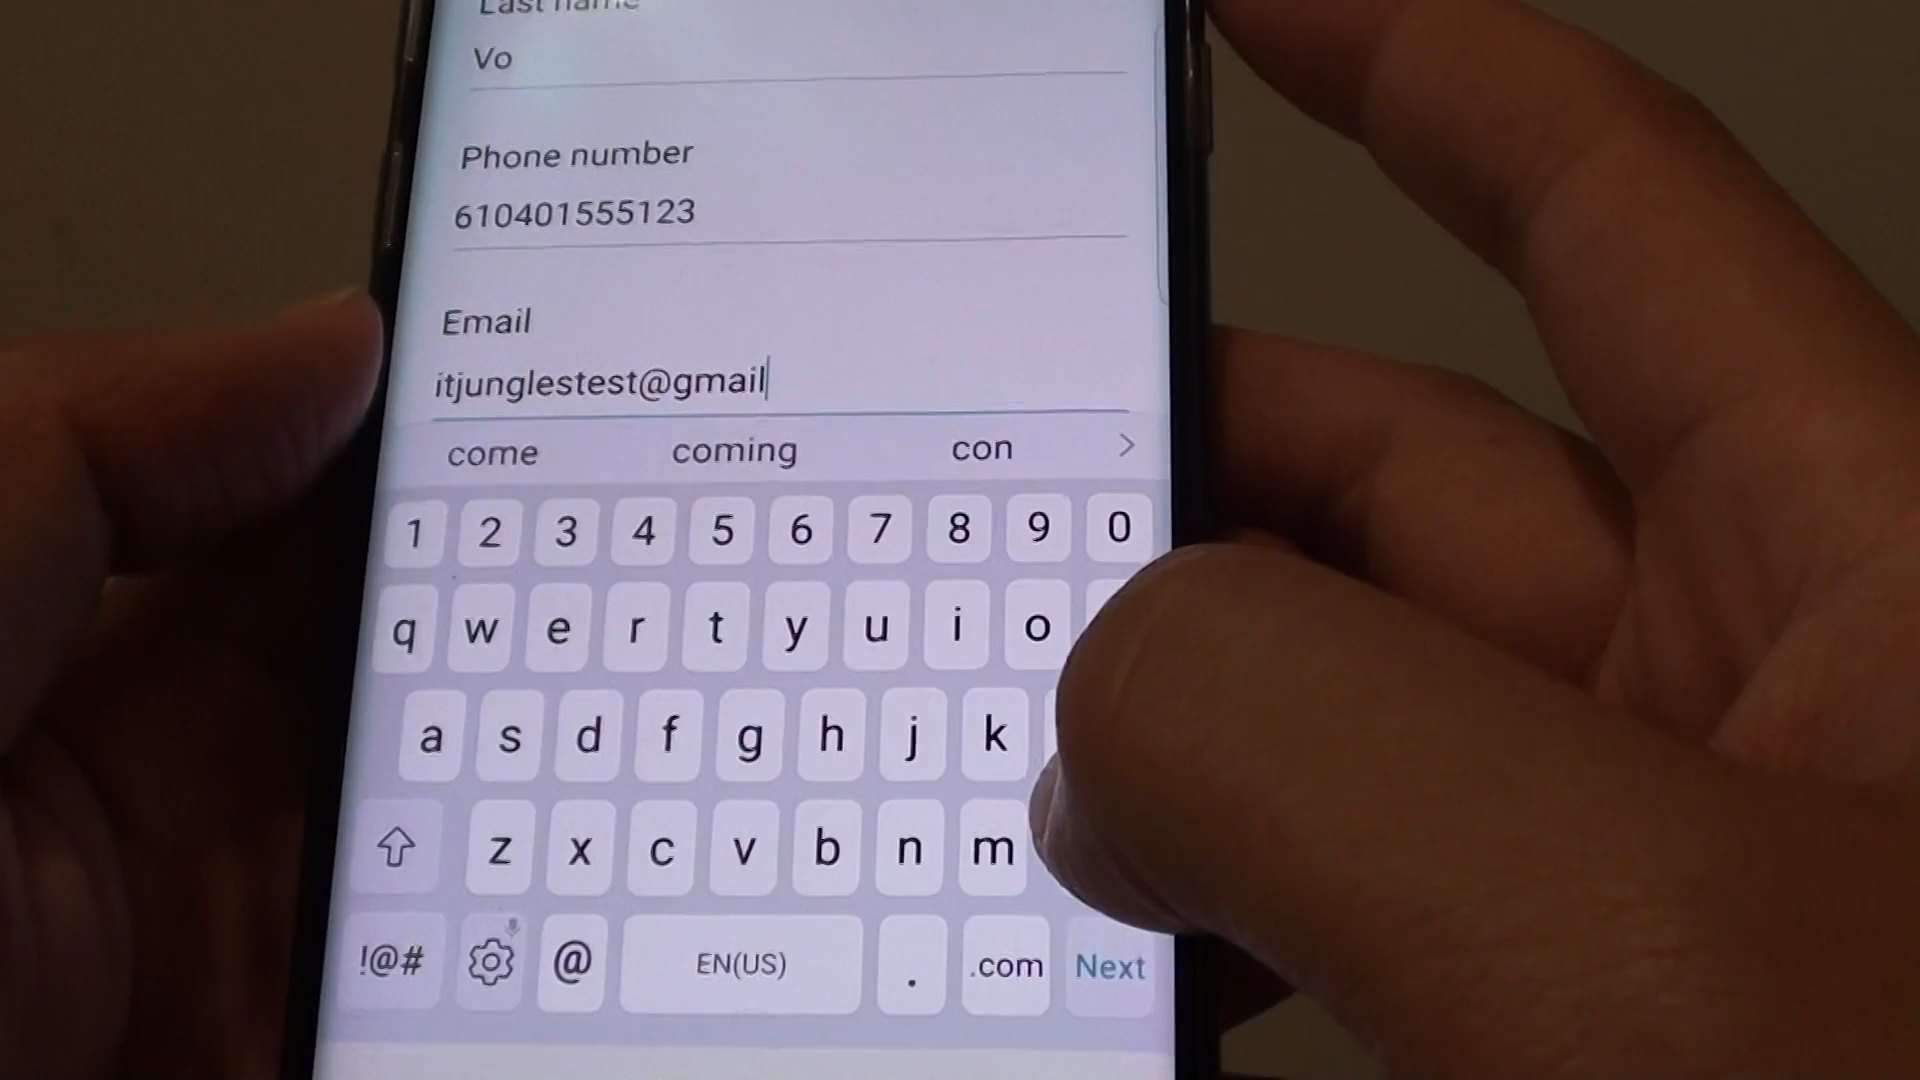 Last name
Vo
Phone number
610401555123
Email
itjunglestest@gmail
come coming con >
1 2 3 4 5 6 7 8 9 0
q w e r t y u i o
a s d f g h j k
z x c v b n m
!@# @ EN(US) . .com Next